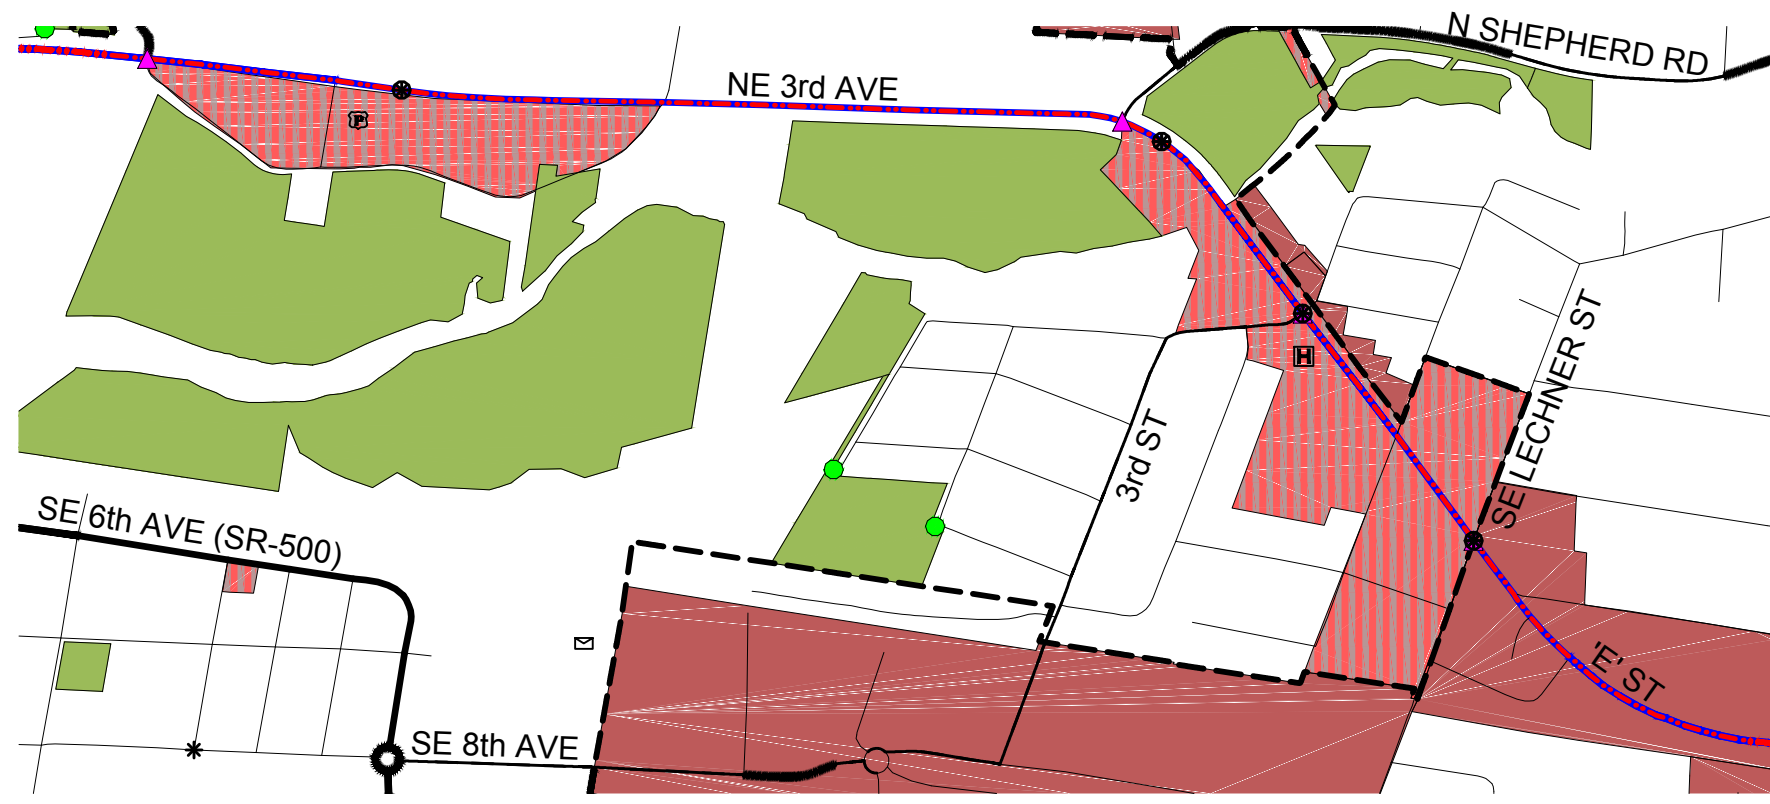 N SHEPHERD RD
NE 3rd AVE
P
H
SE LECHNER ST
3rd ST
SE 6th AVE (SR-500)
'E' ST
SE 8th AVE